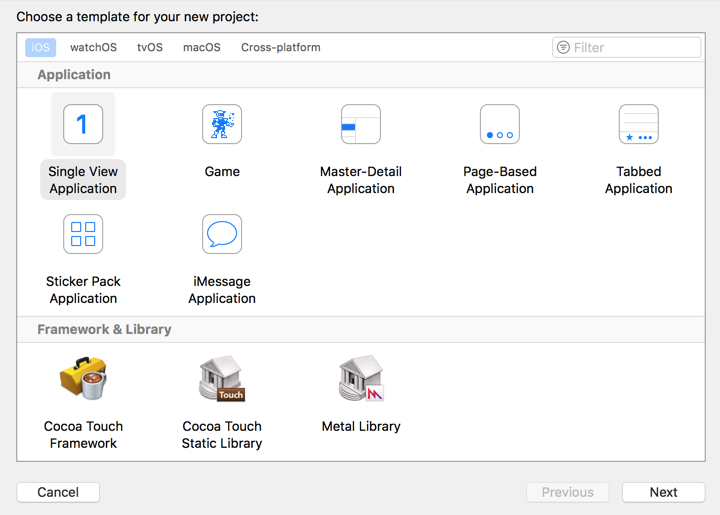 Choose a template for your new project:
iOS watchOS tvOS macOS Cross-platform Filter
Application
1
Single View Application
Game
Master-Detail Application
Page-Based Application
Tabbed Application
Sticker Pack Application
iMessage Application
Framework & Library
Touch
Cocoa Touch Framework
Cocoa Touch Static Library
Metal Library
Cancel Previous Next